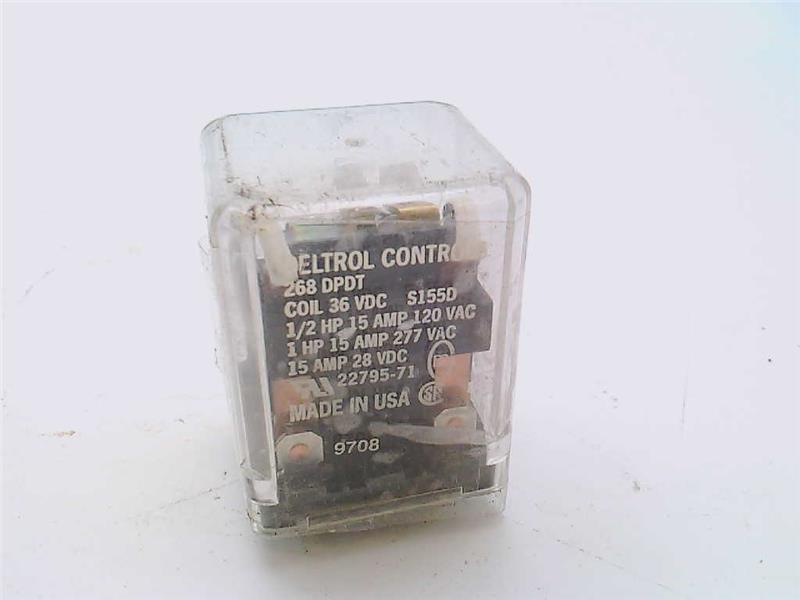 ELTROL CONTRO
268 DPDT
COIL 36 VDC S155D
1/2 HP 15 AMP 120 VAC
1 HP 15 AMP 277 VAC
15 AMP 28 VDC
22795-71
MADE IN USA
9708